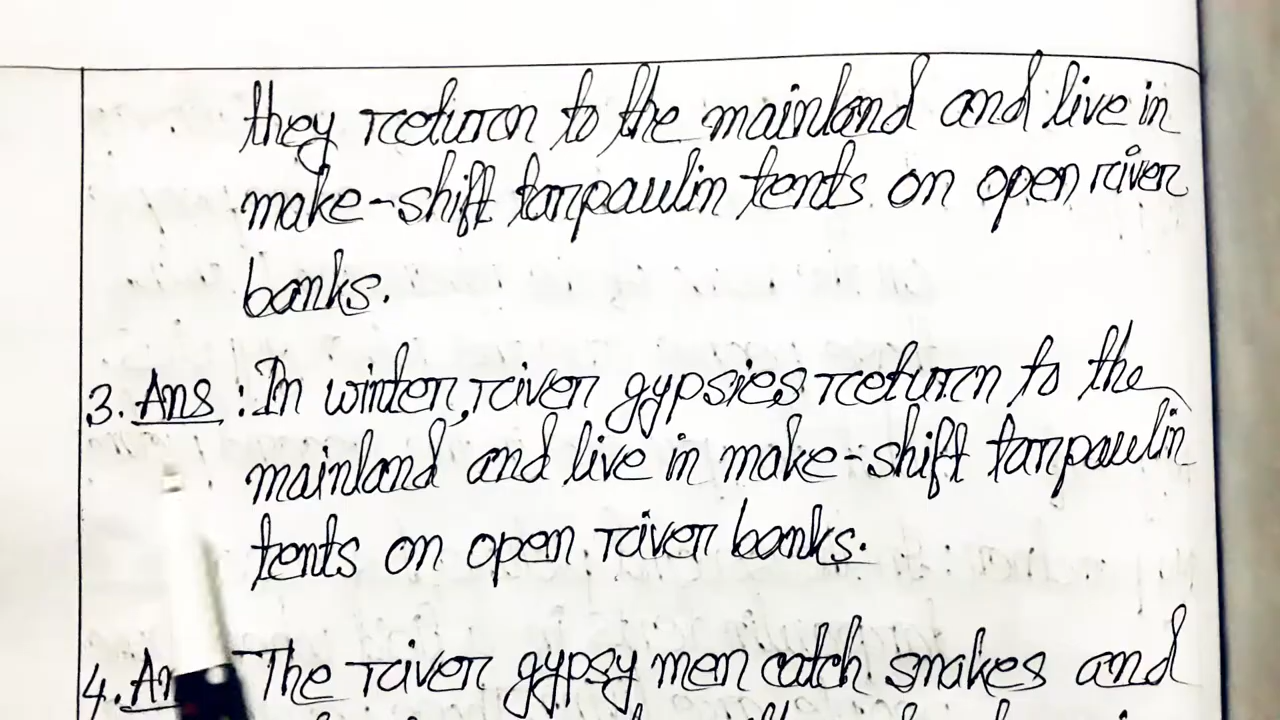 they return to the mainland and live in
make-shift tarpaulin tents on open river
banks.
3. Ans : In winter, river gypsies return to the
mainland and live in make-shift tarpaulin
tents on open river banks.
4. An The river gypsy men catch snakes and